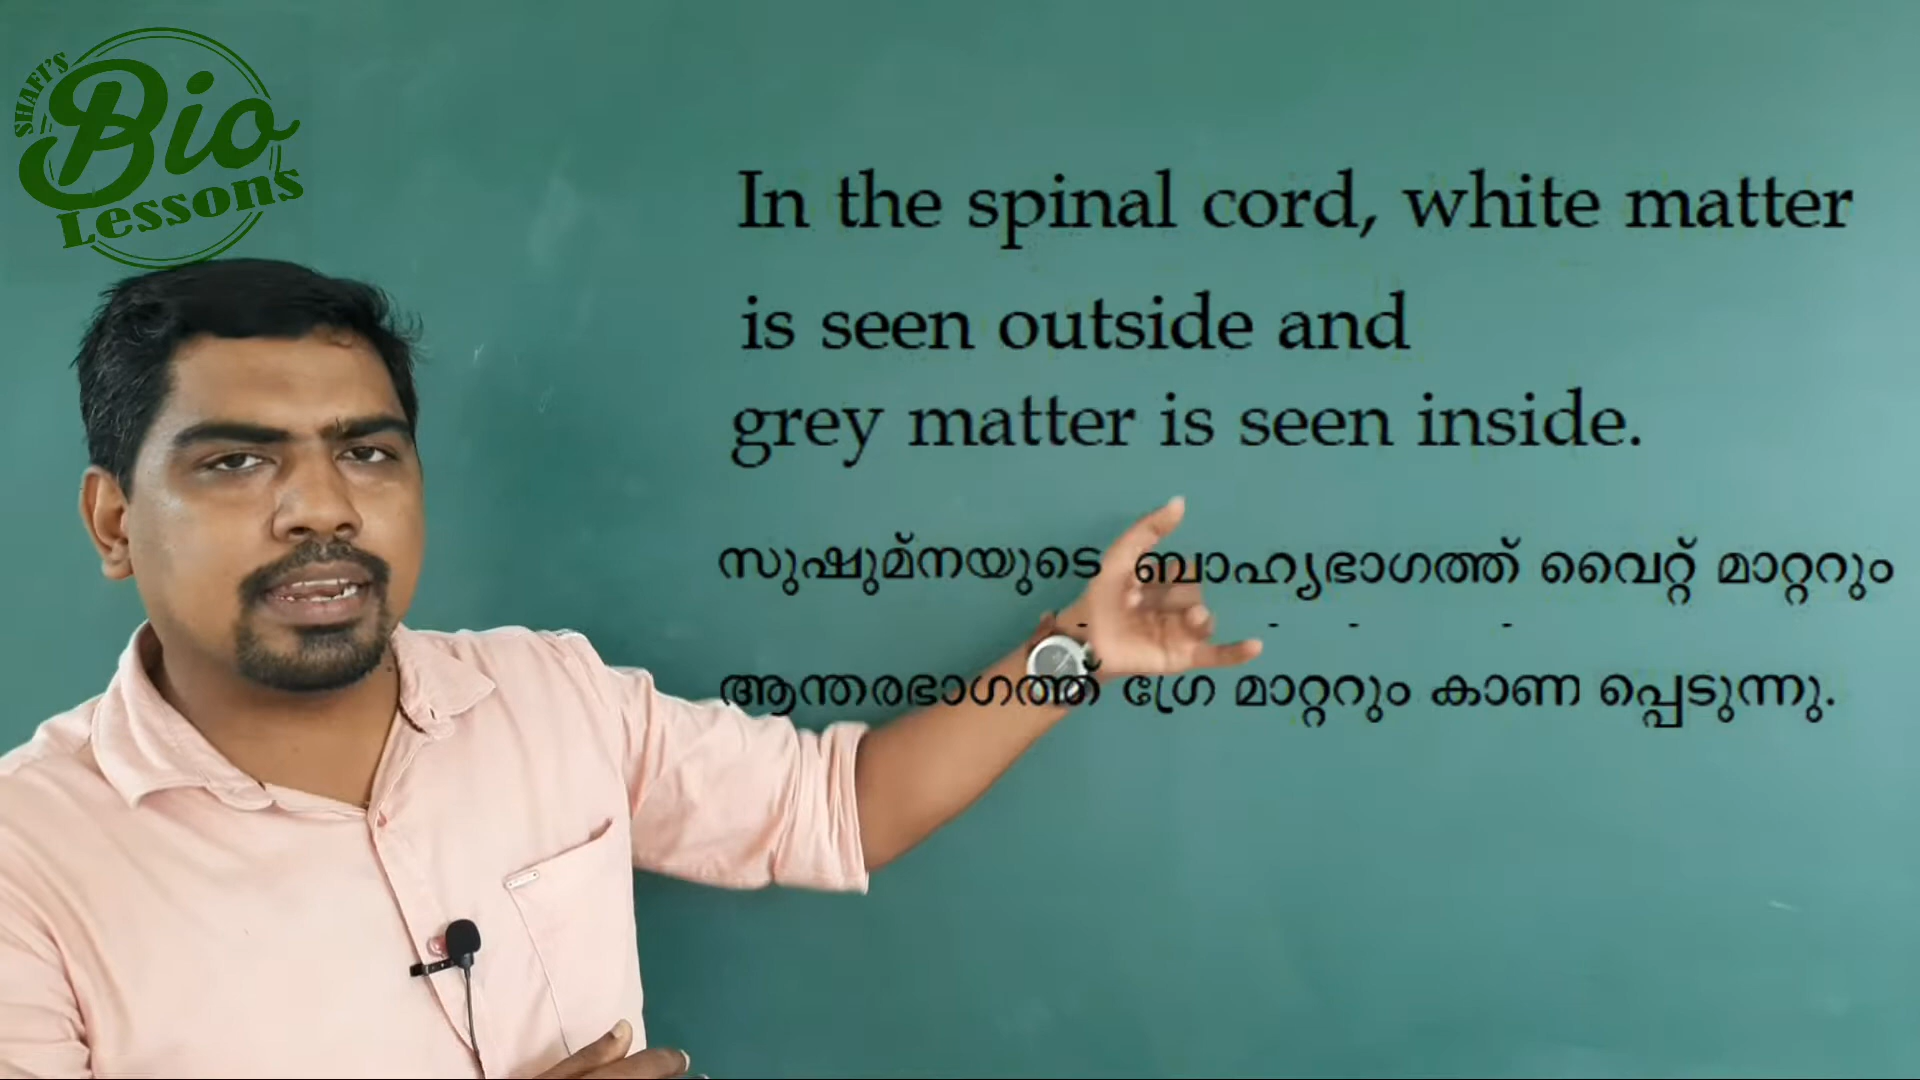 SHAFI'S
Bio
Lessons
In the spinal cord, white matter
is seen outside and
grey matter is seen inside.
സുഷുമ്നയുടെ ബാഹ്യഭാഗത്ത് വൈറ്റ് മാറ്ററും
ആന്തരഭാഗത്ത് ഗ്രേ മാറ്ററും കാണ പ്പെടുന്നു.